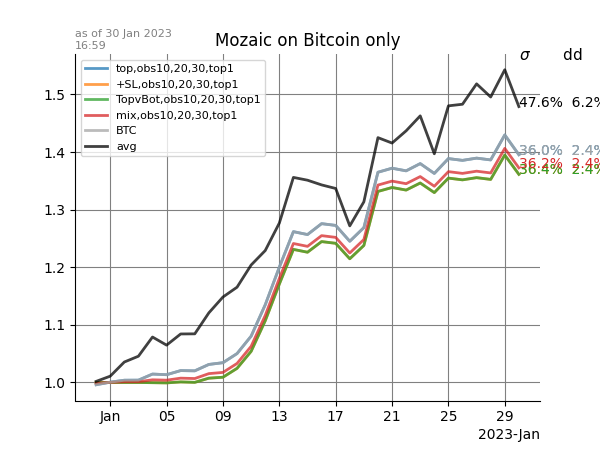 as of 30 Jan 2023
16:59
Mozaic on Bitcoin only
σ dd
top,obs10,20,30,top1
+SL,obs10,20,30,top1
TopvBot,obs10,20,30,top1
mix,obs10,20,30,top1
BTC
avg
47.6% 6.2%
36.0% 2.4%
36.2% 2.4%
36.4% 2.4%
1.5
1.4
1.3
1.2
1.1
1.0
Jan 05 09 13 17 21 25 29
2023-Jan